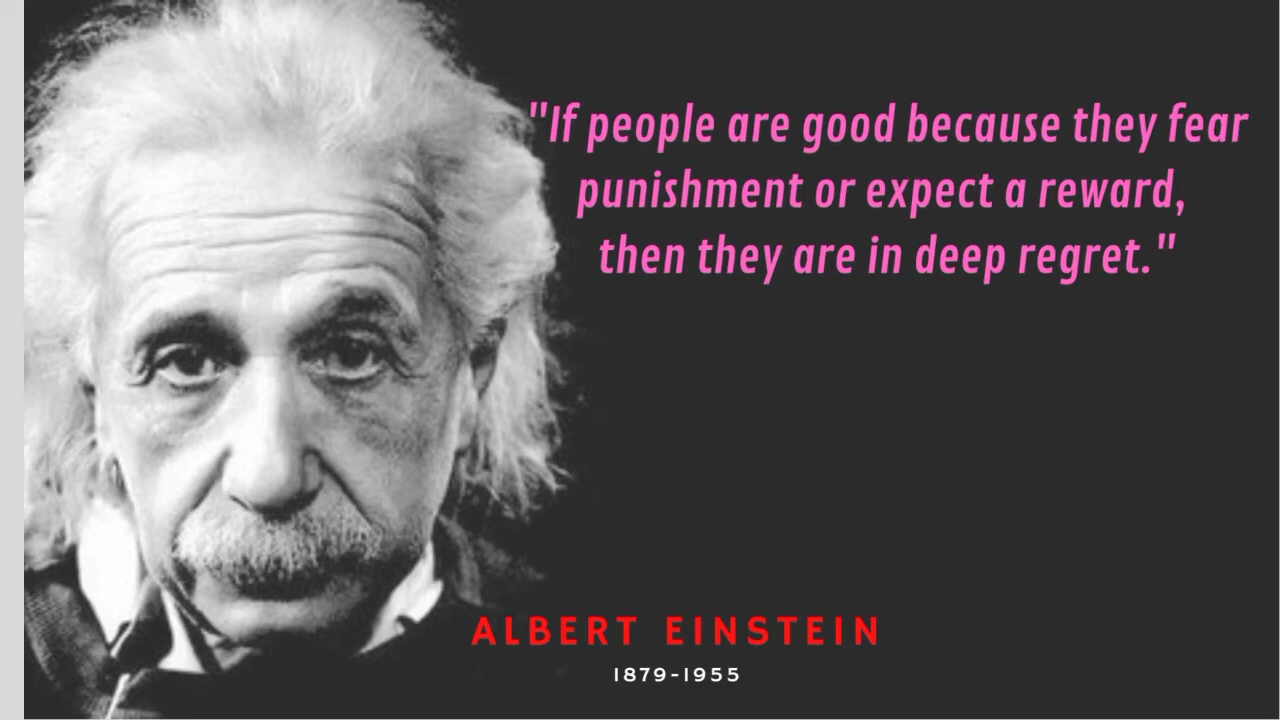 "If people are good because they fear
punishment or expect a reward,
then they are in deep regret."
ALBERT EINSTEIN
1879-1955